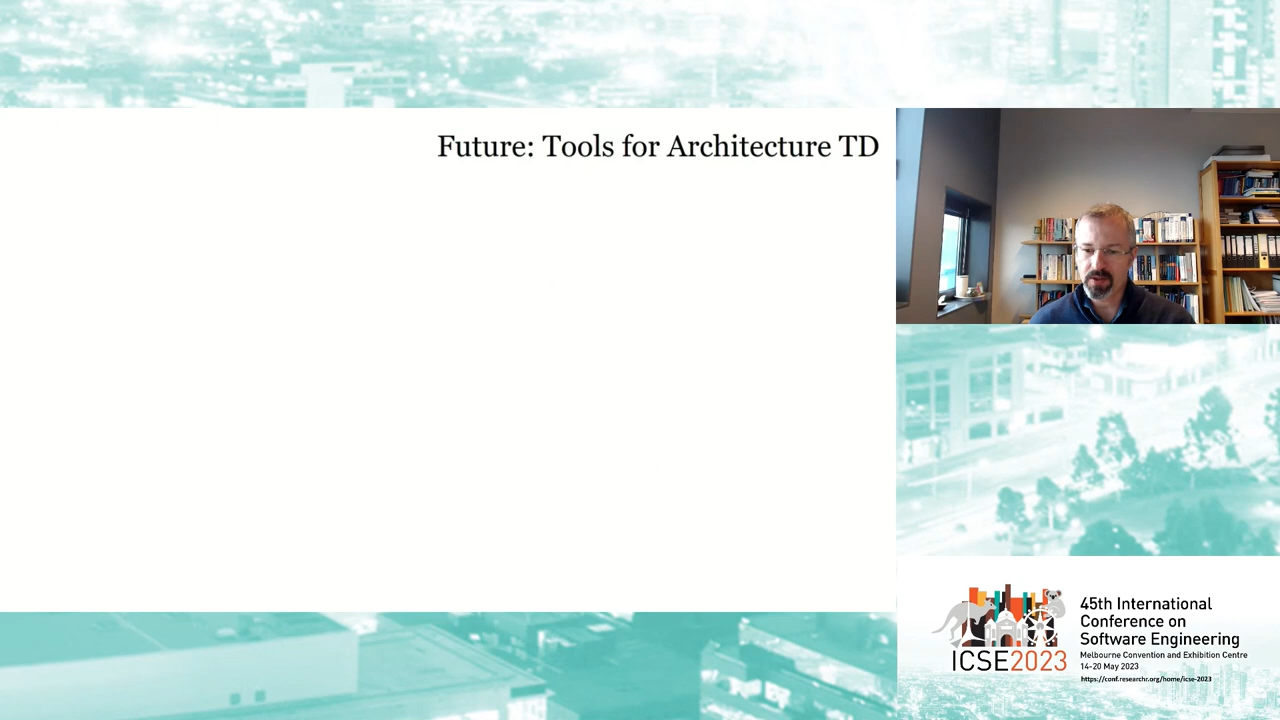 Future: Tools for Architecture TD
45th International
Conference on
Software Engineering
Melbourne Convention and Exhibition Centre
14-20 May 2023
https://conf.researchr.org/home/icse-2023
ICSE2023